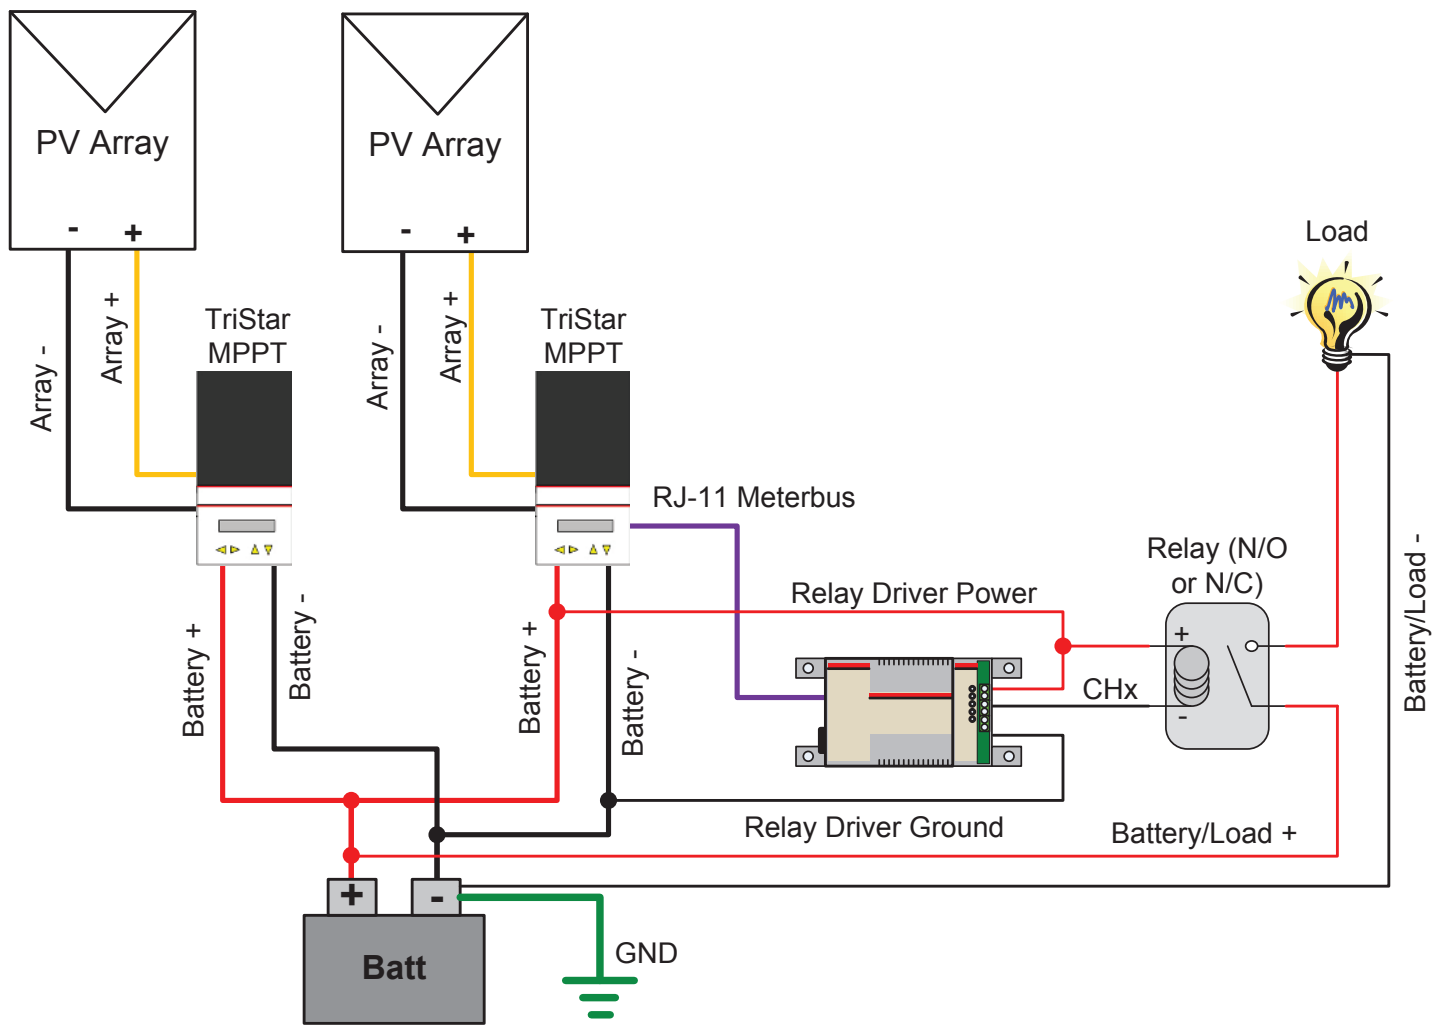 PV Array
- +
PV Array
- +
Array -
Array +
TriStar
MPPT
Array -
Array +
TriStar
MPPT
RJ-11 Meterbus
Load
Relay (N/O
or N/C)
+
-
Relay Driver Power
CHx
Battery +
Battery -
Battery +
Battery -
Battery/Load -
Relay Driver Ground
Battery/Load +
+ -
Batt
GND